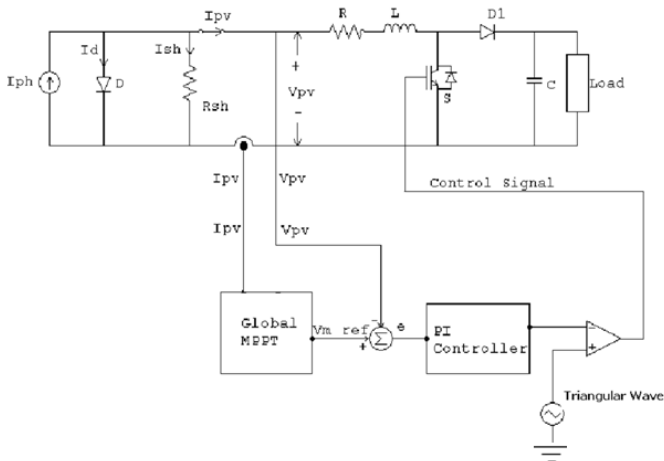 Ipv
R
L
D1
Iph
Id
D
Ish
Rsh
+
Vpv
-
S
C
Load
Ipv
Vpv
Control Signal
Ipv
Vpv
Global
MPPT
Vm ref
-
+
Σ
e
PI
Controller
-
+
Triangular Wave